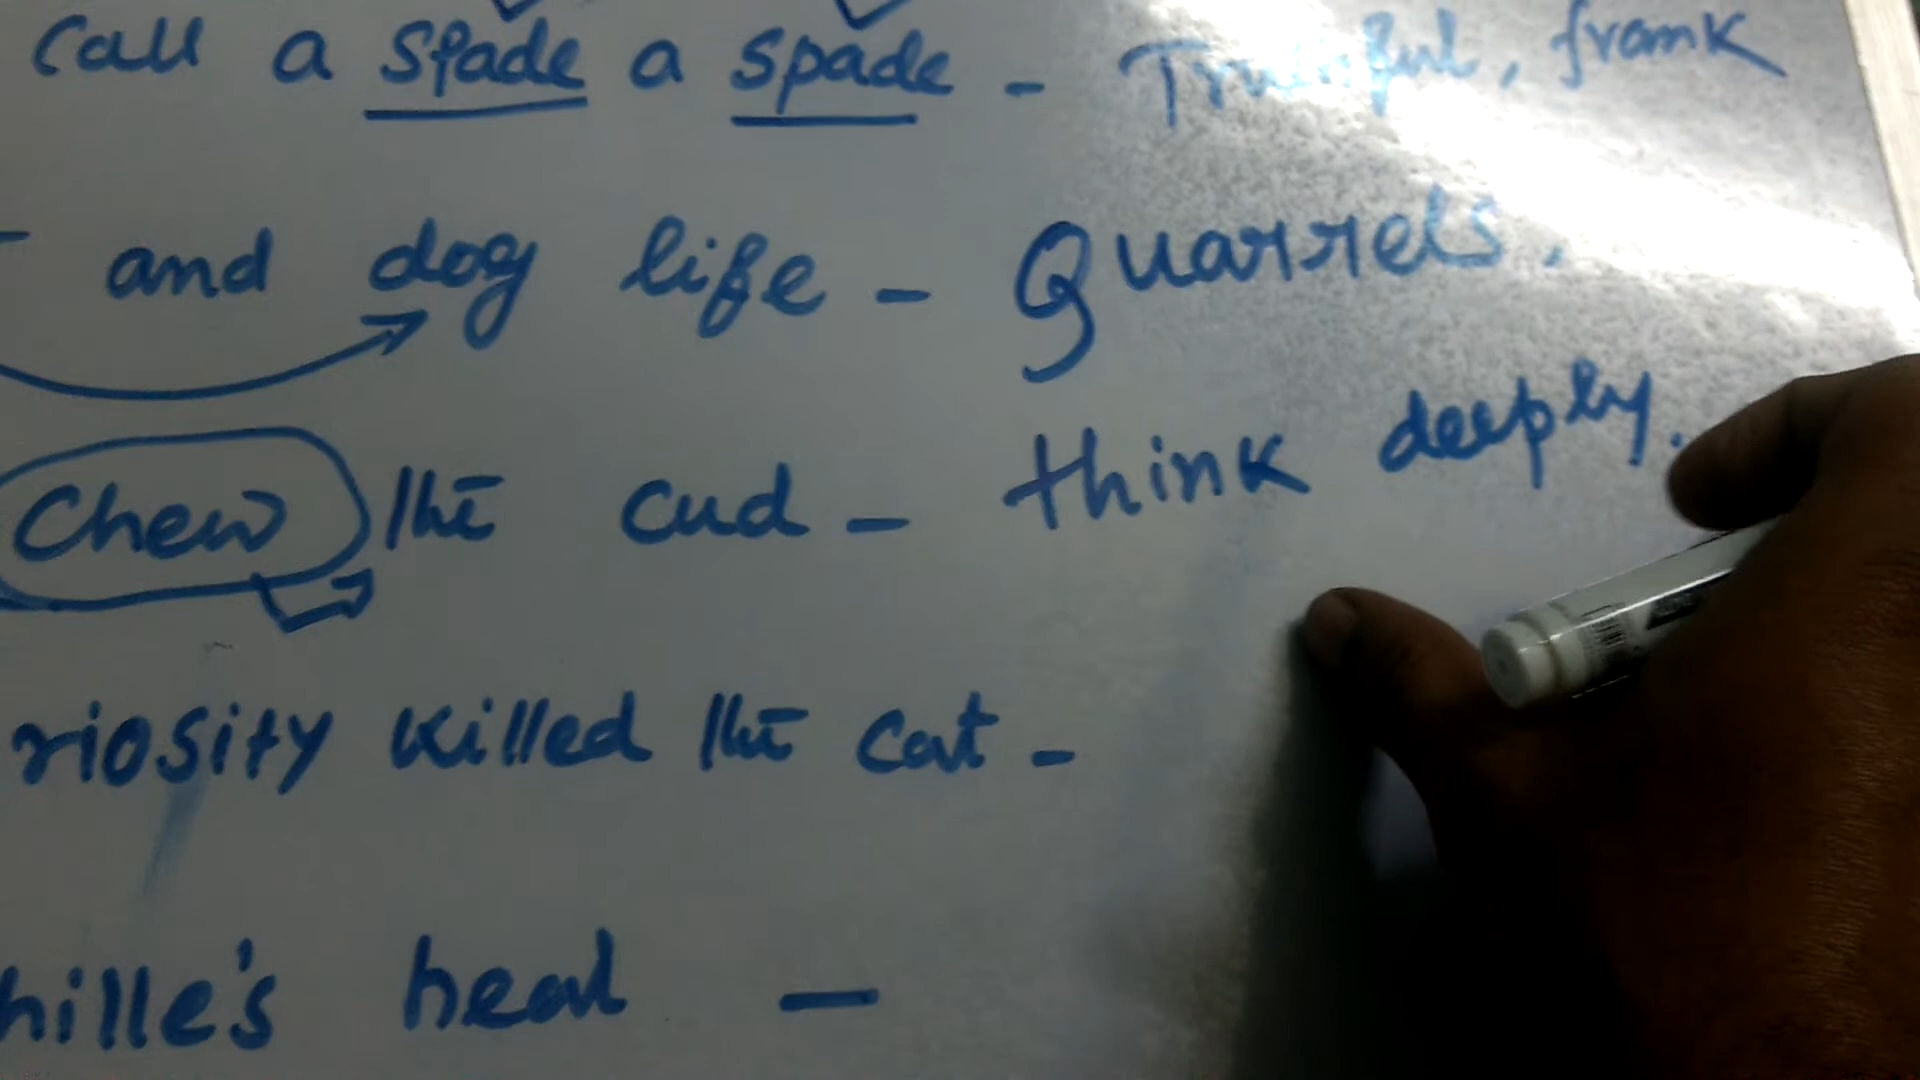 Call a spade a spade - Truthful, frank
and dog life - Quarrels.
Chew the cud - think deeply.
riosity killed the cat -
hille's heal -